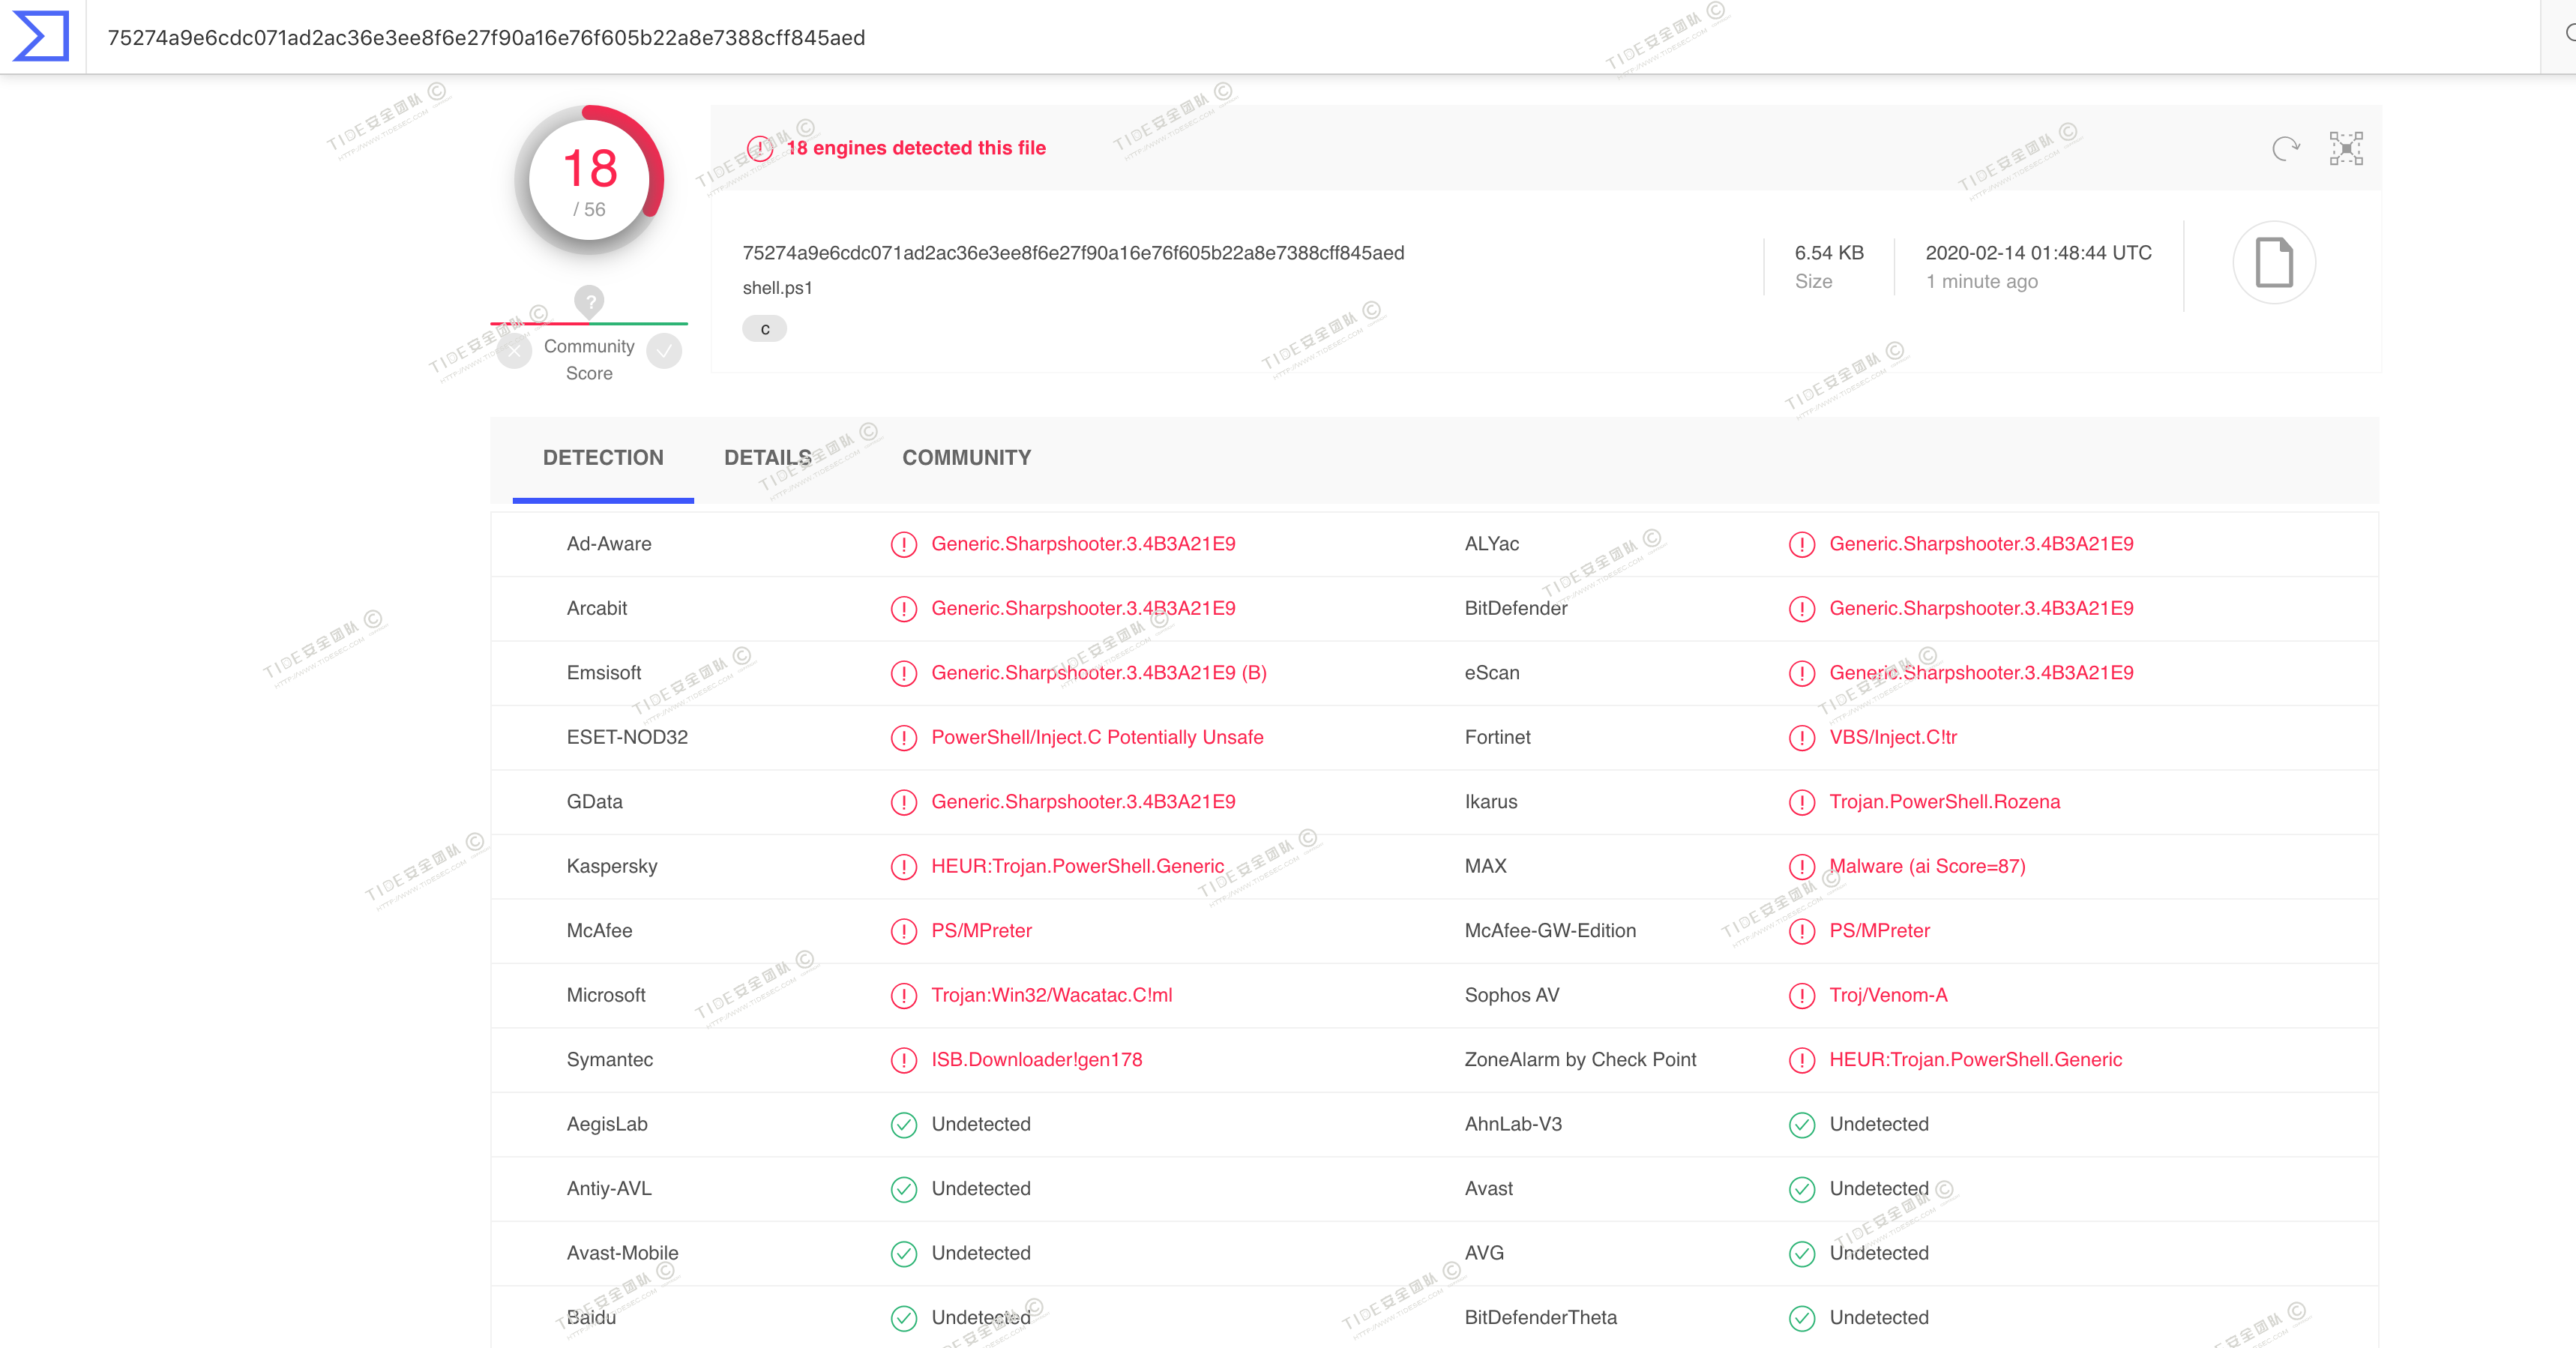 75274a9e6cdc071ad2ac36e3ee8f6e27f90a16e76f605b22a8e7388cff845aed
18
/ 56
?
Community
Score
18 engines detected this file
75274a9e6cdc071ad2ac36e3ee8f6e27f90a16e76f605b22a8e7388cff845aed
shell.ps1
c
6.54 KB
Size
2020-02-14 01:48:44 UTC
1 minute ago
DETECTION DETAILS COMMUNITY
Ad-Aware Generic.Sharpshooter.3.4B3A21E9 ALYac Generic.Sharpshooter.3.4B3A21E9
Arcabit Generic.Sharpshooter.3.4B3A21E9 BitDefender Generic.Sharpshooter.3.4B3A21E9
Emsisoft Generic.Sharpshooter.3.4B3A21E9 (B) eScan Generic.Sharpshooter.3.4B3A21E9
ESET-NOD32 PowerShell/Inject.C Potentially Unsafe Fortinet VBS/Inject.C!tr
GData Generic.Sharpshooter.3.4B3A21E9 Ikarus Trojan.PowerShell.Rozena
Kaspersky HEUR:Trojan.PowerShell.Generic MAX Malware (ai Score=87)
McAfee PS/MPreter McAfee-GW-Edition PS/MPreter
Microsoft Trojan:Win32/Wacatac.C!ml Sophos AV Troj/Venom-A
Symantec ISB.Downloader!gen178 ZoneAlarm by Check Point HEUR:Trojan.PowerShell.Generic
AegisLab Undetected AhnLab-V3 Undetected
Antiy-AVL Undetected Avast Undetected
Avast-Mobile Undetected AVG Undetected
Baidu Undetected BitDefenderTheta Undetected
TIDE安全团队 ©
HTTP://WWW.TIDESEC.COM